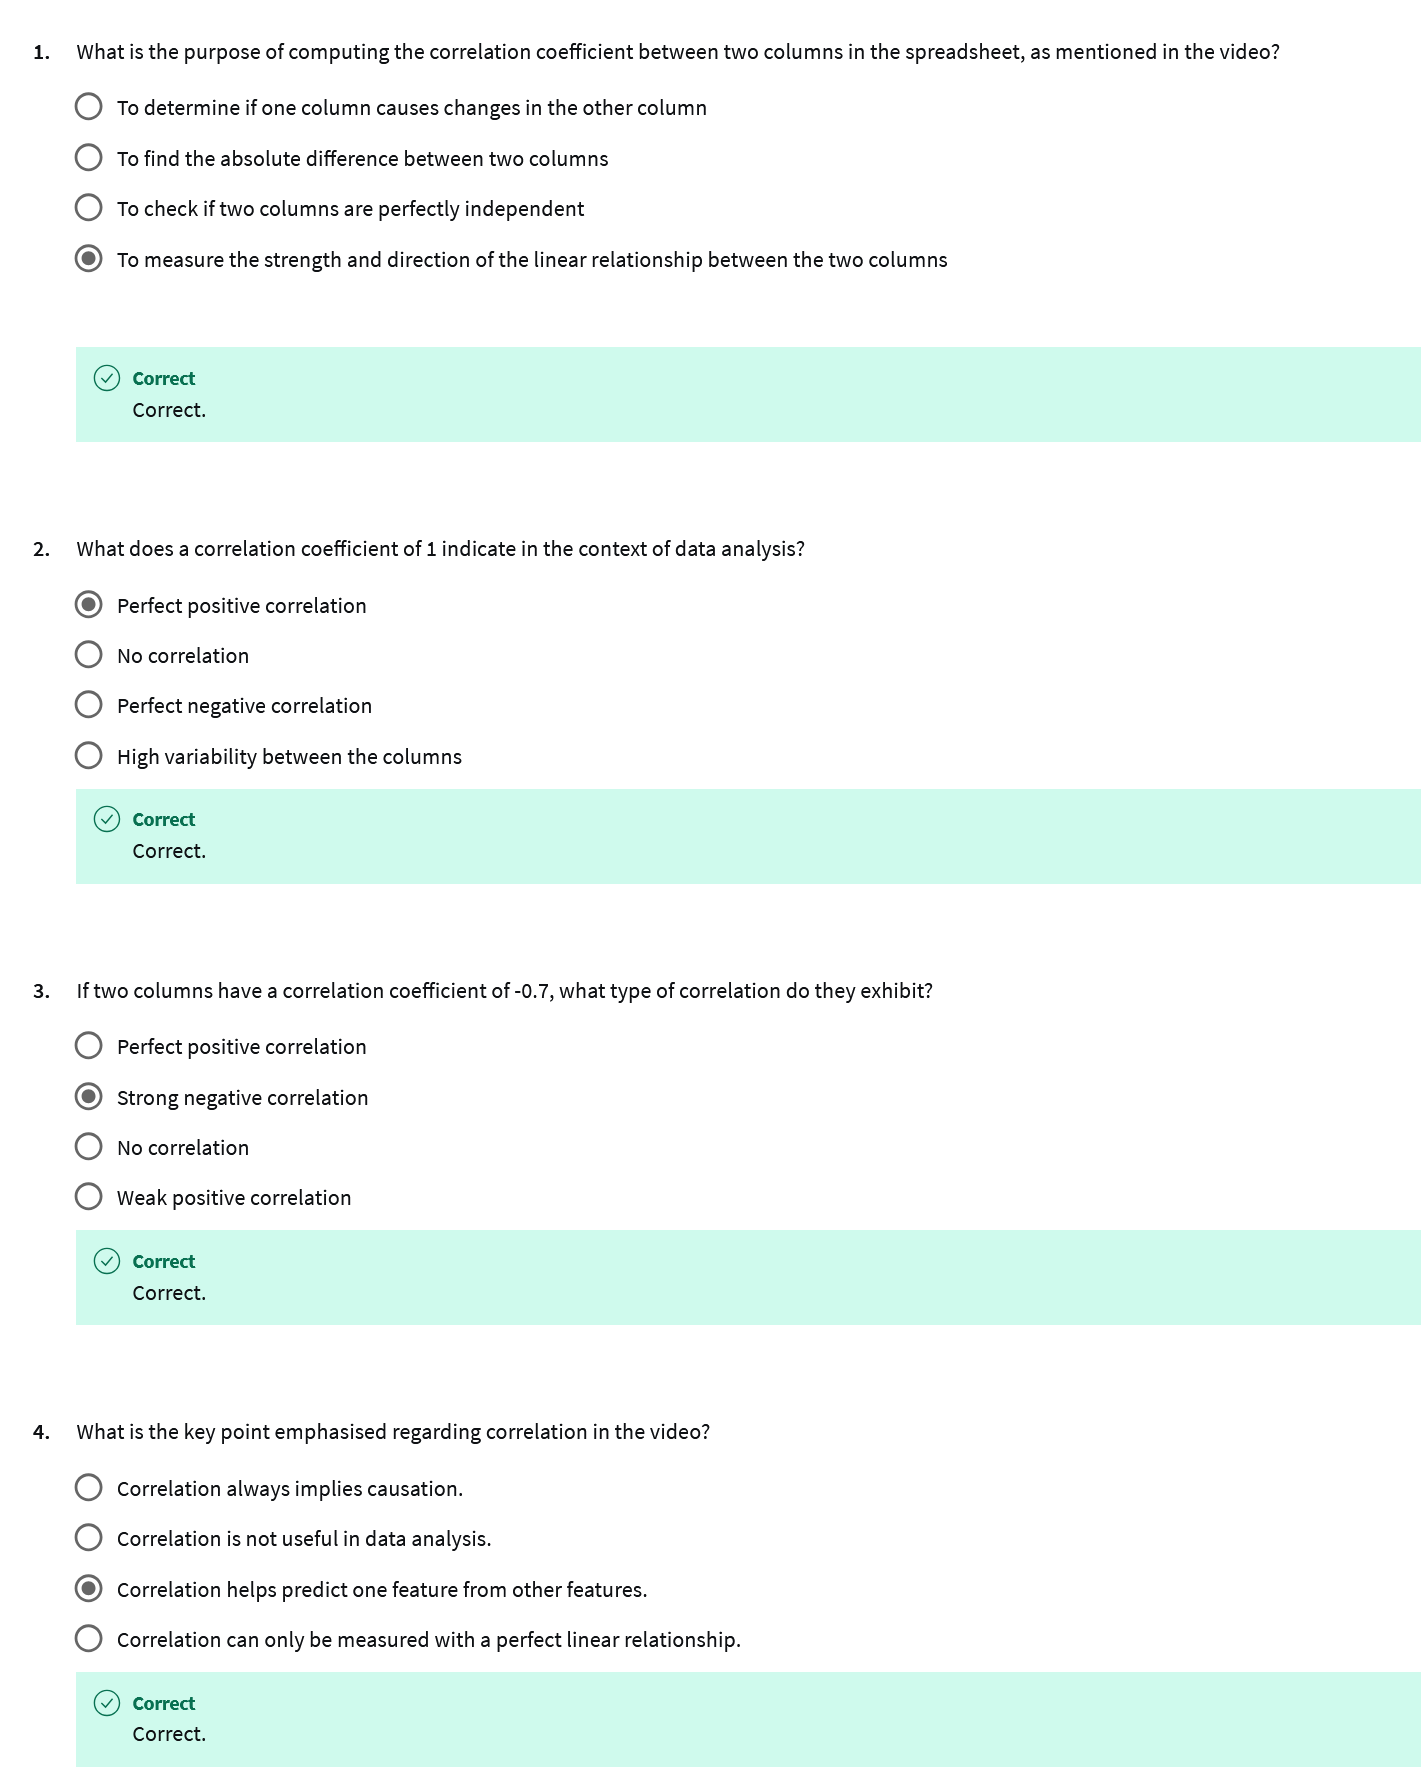 1. What is the purpose of computing the correlation coefficient between two columns in the spreadsheet, as mentioned in the video?
To determine if one column causes changes in the other column
To find the absolute difference between two columns
To check if two columns are perfectly independent
To measure the strength and direction of the linear relationship between the two columns
Correct
Correct.
2. What does a correlation coefficient of 1 indicate in the context of data analysis?
Perfect positive correlation
No correlation
Perfect negative correlation
High variability between the columns
Correct
Correct.
3. If two columns have a correlation coefficient of -0.7, what type of correlation do they exhibit?
Perfect positive correlation
Strong negative correlation
No correlation
Weak positive correlation
Correct
Correct.
4. What is the key point emphasised regarding correlation in the video?
Correlation always implies causation.
Correlation is not useful in data analysis.
Correlation helps predict one feature from other features.
Correlation can only be measured with a perfect linear relationship.
Correct
Correct.